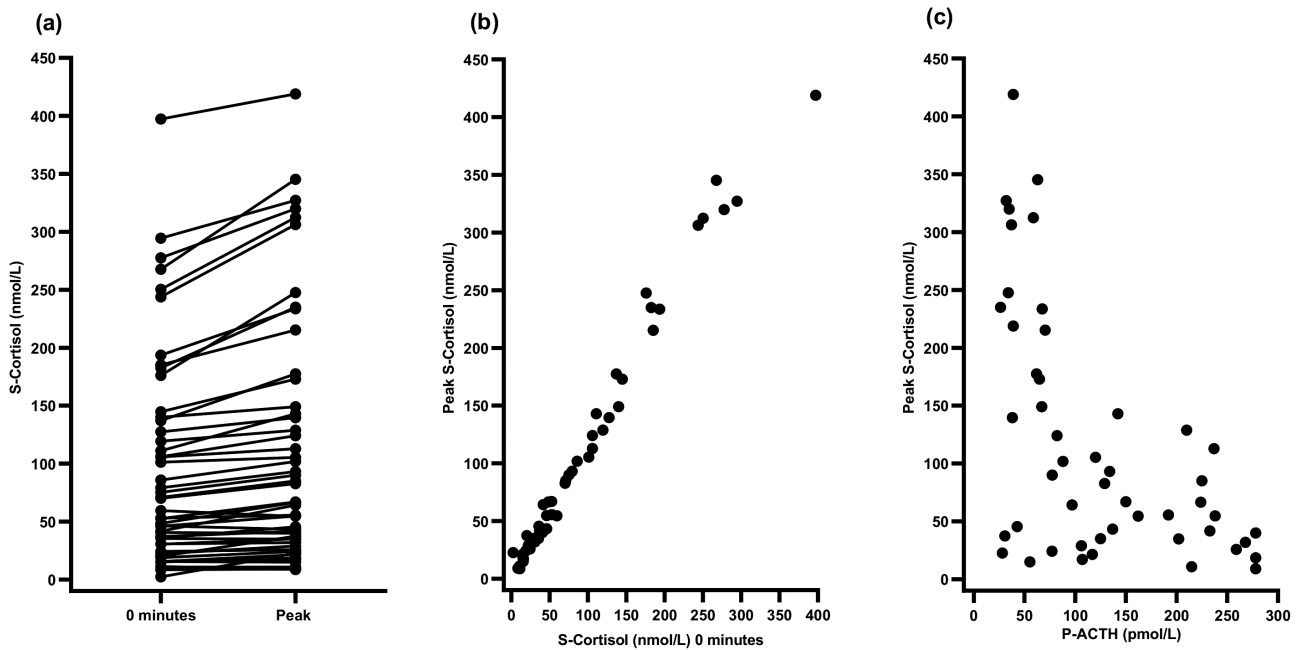 (a)
S-Cortisol (nmol/L)
450
400
350
300
250
200
150
100
50
0
0 minutes
Peak
(b)
Peak S-Cortisol (nmol/L)
450
400
350
300
250
200
150
100
50
0
0 50 100 150 200 250 300 350 400
S-Cortisol (nmol/L) 0 minutes
(c)
Peak S-Cortisol (nmol/L)
450
400
350
300
250
200
150
100
50
0
0 50 100 150 200 250 300
P-ACTH (pmol/L)